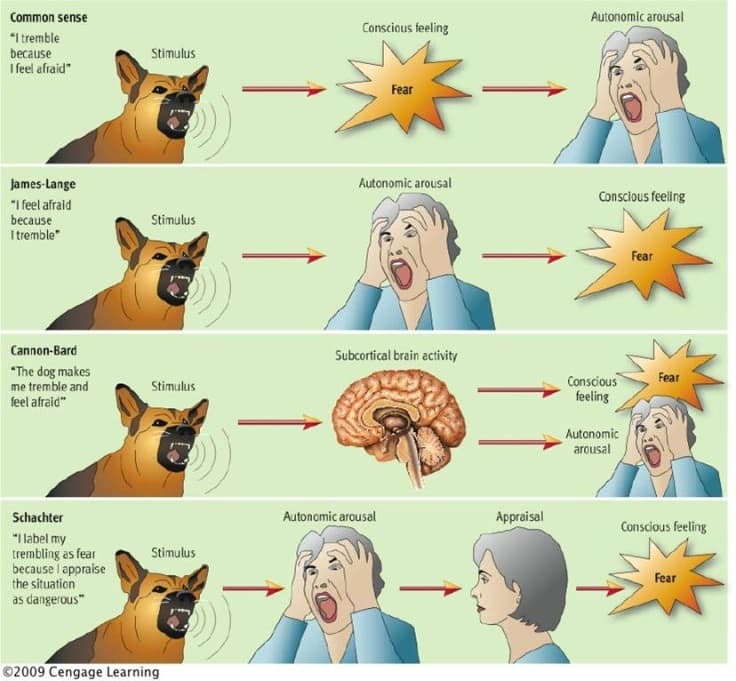 Common sense
"I tremble
because
I feel afraid"
Stimulus
Conscious feeling
Fear
Autonomic arousal
James-Lange
"I feel afraid
because
I tremble"
Stimulus
Autonomic arousal
Conscious feeling
Fear
Cannon-Bard
"The dog makes
me tremble and
feel afraid"
Stimulus
Subcortical brain activity
Conscious
feeling
Fear
Autonomic
arousal
Schachter
"I label my
trembling as fear
because I appraise
the situation
as dangerous"
Stimulus
Autonomic arousal
Appraisal
Conscious feeling
Fear
©2009 Cengage Learning